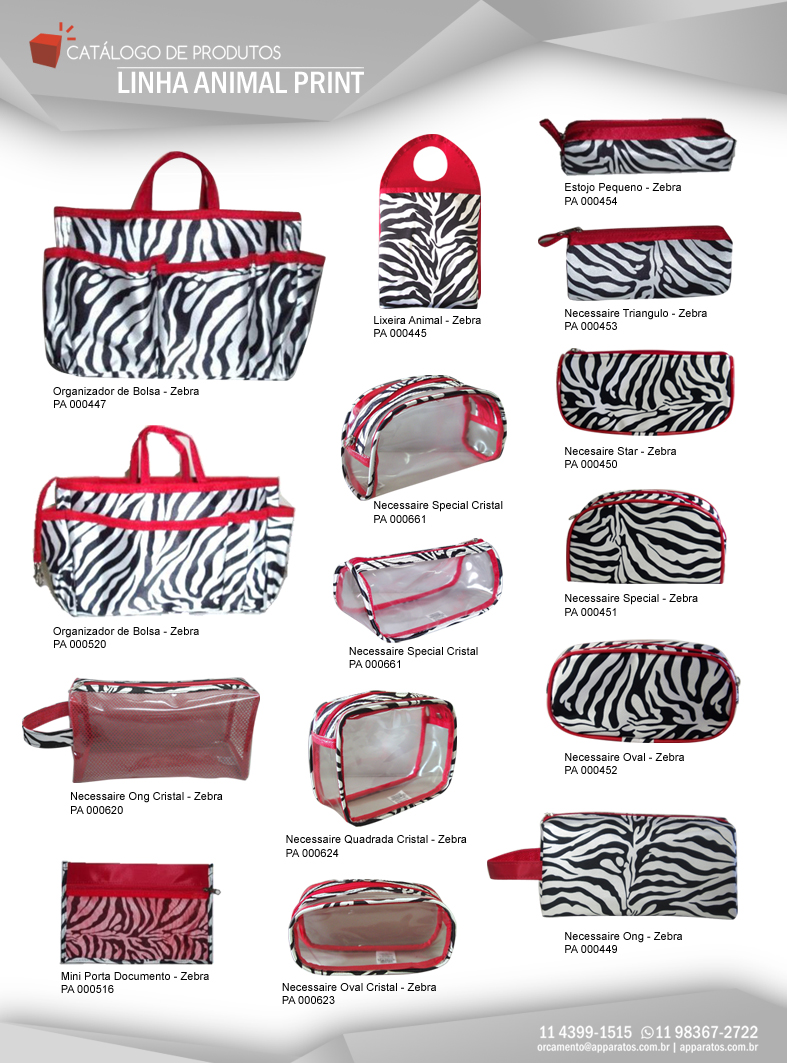 CATÁLOGO DE PRODUTOS
LINHA ANIMAL PRINT
Organizador de Bolsa - Zebra
PA 000447
Lixeira Animal - Zebra
PA 000445
Estojo Pequeno - Zebra
PA 000454
Necessaire Triangulo - Zebra
PA 000453
Necesaire Star - Zebra
PA 000450
Necessaire Special Cristal
PA 000661
Necessaire Special - Zebra
PA 000451
Organizador de Bolsa - Zebra
PA 000520
Necessaire Special Cristal
PA 000661
Necessaire Oval - Zebra
PA 000452
Necessaire Ong Cristal - Zebra
PA 000620
Necessaire Quadrada Cristal - Zebra
PA 000624
Necessaire Ong - Zebra
PA 000449
Mini Porta Documento - Zebra
PA 000516
Necessaire Oval Cristal - Zebra
PA 000623
11 4399-1515 11 98367-2722
orcamento@apparatos.com.br | apparatos.com.br